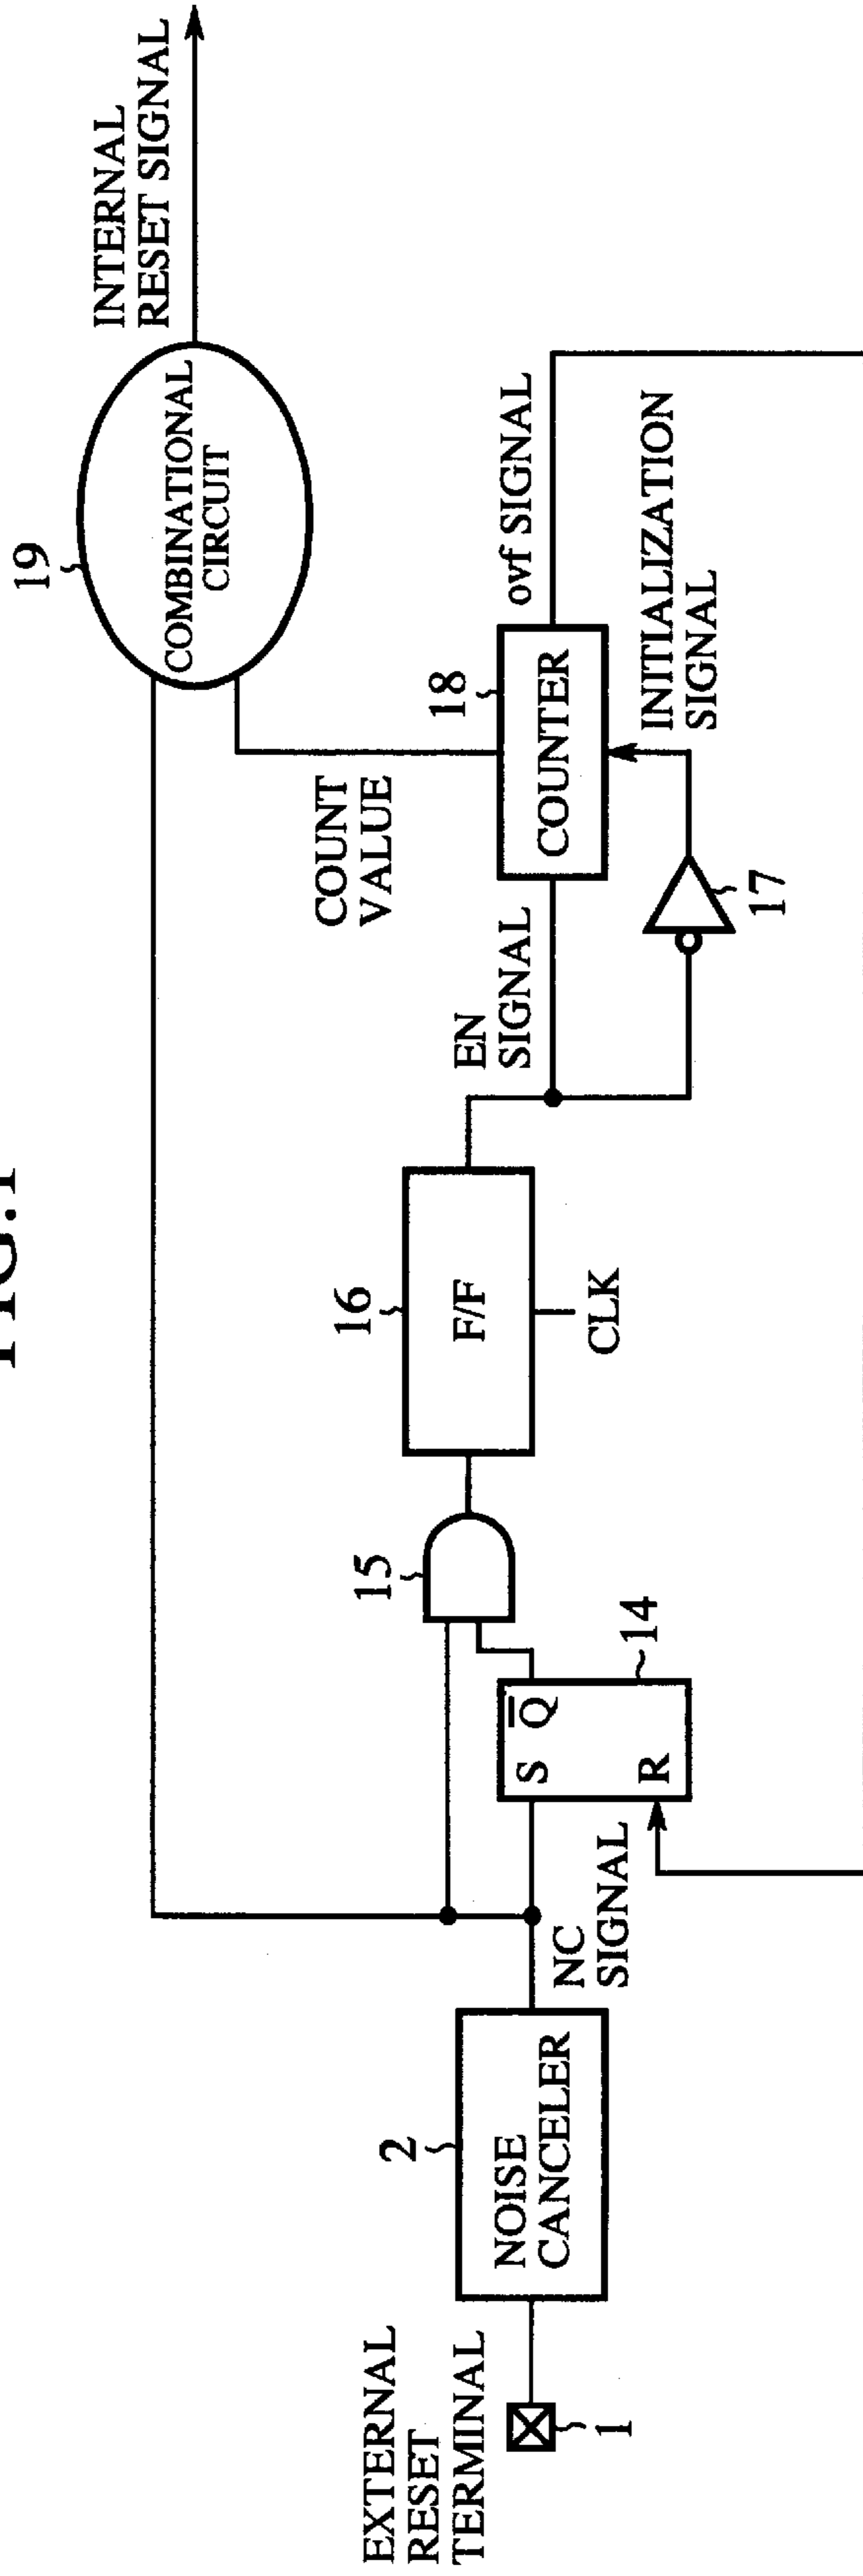 FIG.1
19
COMBINATIONAL
CIRCUIT
INTERNAL
RESET SIGNAL
COUNT
VALUE
18
COUNTER
ovf SIGNAL
INITIALIZATION
SIGNAL
EN
SIGNAL
17
16
F/F
CLK
15
14
S
Q̅
R
NC
SIGNAL
2
NOISE
CANCELER
EXTERNAL
RESET
TERMINAL
1